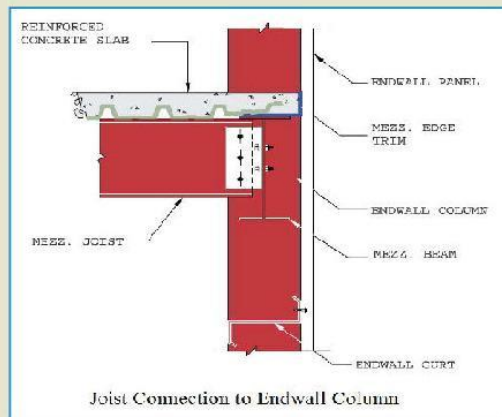 REINFORCED
CONCRETE SLAB
ENDWALL PANEL
MEZZ. EDGE
TRIM
ENDWALL COLUMN
MEZZ. JOIST
MEZZ. BEAM
ENDWALL GURT
Joist Connection to Endwall Column